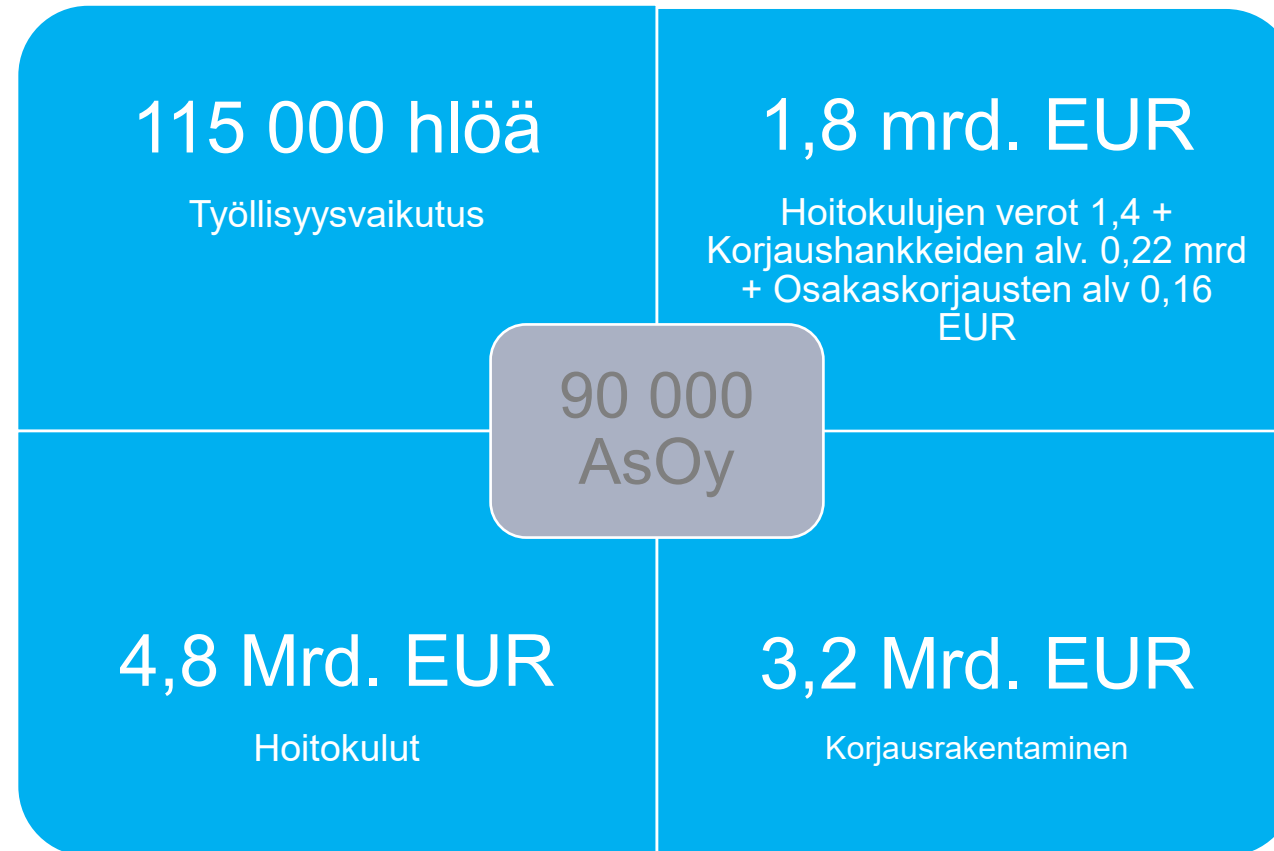 115 000 hlöä
Työllisyysvaikutus
1,8 mrd. EUR
Hoitokulujen verot 1,4 +
Korjaushankkeiden alv. 0,22 mrd
+ Osakaskorjausten alv 0,16
EUR
90 000
AsOy
4,8 Mrd. EUR
Hoitokulut
3,2 Mrd. EUR
Korjausrakentaminen